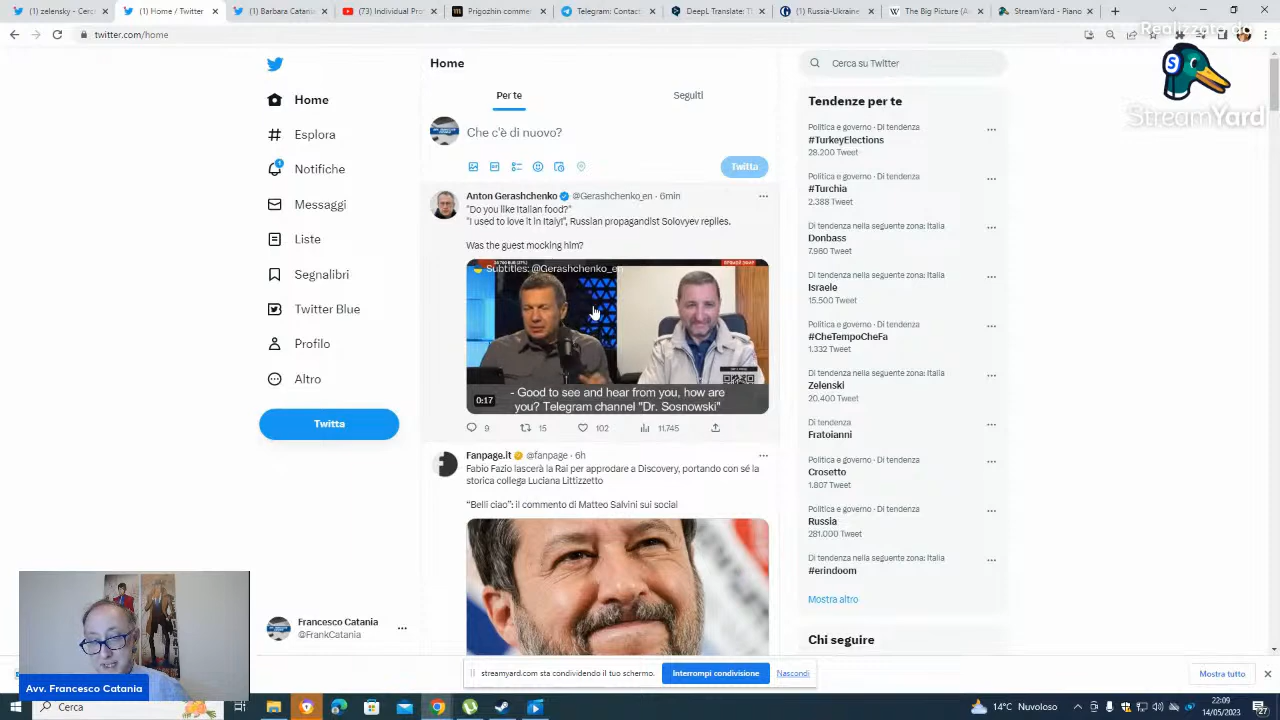 (1) zelensky - Cerc
(1) Home / Twitter
Barbara Catania
(23) Individual Pro
Prigozhin comme
Telegram: Contac
DeepL Translate: Th
Russia-Ukraine
The Big Picture (A
StreamYard - Piano
twitter.com/home
Realizzato da
StreamYard
Home
Esplora
Notifiche
Messaggi
Liste
Segnalibri
Twitter Blue
Profilo
Altro
Twitta
Francesco Catania
@FrankCatania
Home
Per te
Seguiti
Che c'è di nuovo?
Twitta
Anton Gerashchenko @Gerashchenko_en · 6min
"Do you like Italian food?"
"I used to love it in Italy!", Russian propagandist Solovyev replies.
Was the guest mocking him?
Subtitles: @Gerashchenko_en
ПРЯМОЙ ЭФИР
- Good to see and hear from you, how are
you? Telegram channel "Dr. Sosnowski"
0:17
9
15
102
11.745
Fanpage.it @fanpage · 6h
Fabio Fazio lascerà la Rai per approdare a Discovery, portando con sé la
storica collega Luciana Littizzetto
"Belli ciao": il commento di Matteo Salvini sui social
Cerca su Twitter
Tendenze per te
Politica e governo · Di tendenza
#TurkeyElections
28.200 Tweet
Politica e governo · Di tendenza
#Turchia
2.388 Tweet
Di tendenza nella seguente zona: Italia
Donbass
7.980 Tweet
Di tendenza nella seguente zona: Italia
Israele
15.500 Tweet
Politica e governo · Di tendenza
#CheTempoCheFa
1.332 Tweet
Di tendenza nella seguente zona: Italia
Zelenski
20.400 Tweet
Di tendenza
Fratoianni
Politica e governo · Di tendenza
Crosetto
1.807 Tweet
Politica e governo · Di tendenza
Russia
281.000 Tweet
Di tendenza nella seguente zona: Italia
#erindoom
Mostra altro
Chi seguire
Avv. Francesco Catania
streamyard.com sta condividendo il tuo schermo.
Interrompi condivisione
Nascondi
Mostra tutto
Cerca
14°C Nuvoloso
22:09
14/05/2023